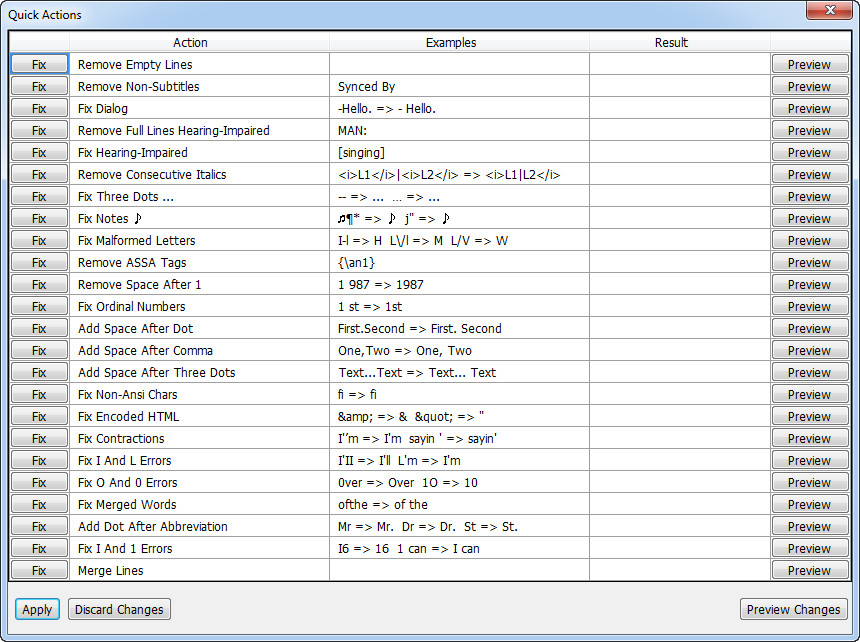 Quick Actions
Action Examples Result
Fix Remove Empty Lines Preview
Fix Remove Non-Subtitles Synced By Preview
Fix Fix Dialog -Hello. => - Hello. Preview
Fix Remove Full Lines Hearing-Impaired MAN: Preview
Fix Fix Hearing-Impaired [singing] Preview
Fix Remove Consecutive Italics <i>L1</i>|<i>L2</i> => <i>L1|L2</i> Preview
Fix Fix Three Dots ... -- => ... … => ... Preview
Fix Fix Notes ♪ ♫¶* => ♪ j" => ♪ Preview
Fix Fix Malformed Letters I-l => H L\/l => M L/V => W Preview
Fix Remove ASSA Tags {\an1} Preview
Fix Remove Space After 1 1 987 => 1987 Preview
Fix Fix Ordinal Numbers 1 st => 1st Preview
Fix Add Space After Dot First.Second => First. Second Preview
Fix Add Space After Comma One,Two => One, Two Preview
Fix Add Space After Three Dots Text...Text => Text... Text Preview
Fix Fix Non-Ansi Chars ﬁ => fi Preview
Fix Fix Encoded HTML &amp; => & &quot; => " Preview
Fix Fix Contractions I'’m => I'm sayin ' => sayin' Preview
Fix Fix I And L Errors I'II => I'll L'm => I'm Preview
Fix Fix O And 0 Errors 0ver => Over 1O => 10 Preview
Fix Fix Merged Words ofthe => of the Preview
Fix Add Dot After Abbreviation Mr => Mr. Dr => Dr. St => St. Preview
Fix Fix I And 1 Errors I6 => 16 1 can => I can Preview
Fix Merge Lines Preview
Apply Discard Changes Preview Changes